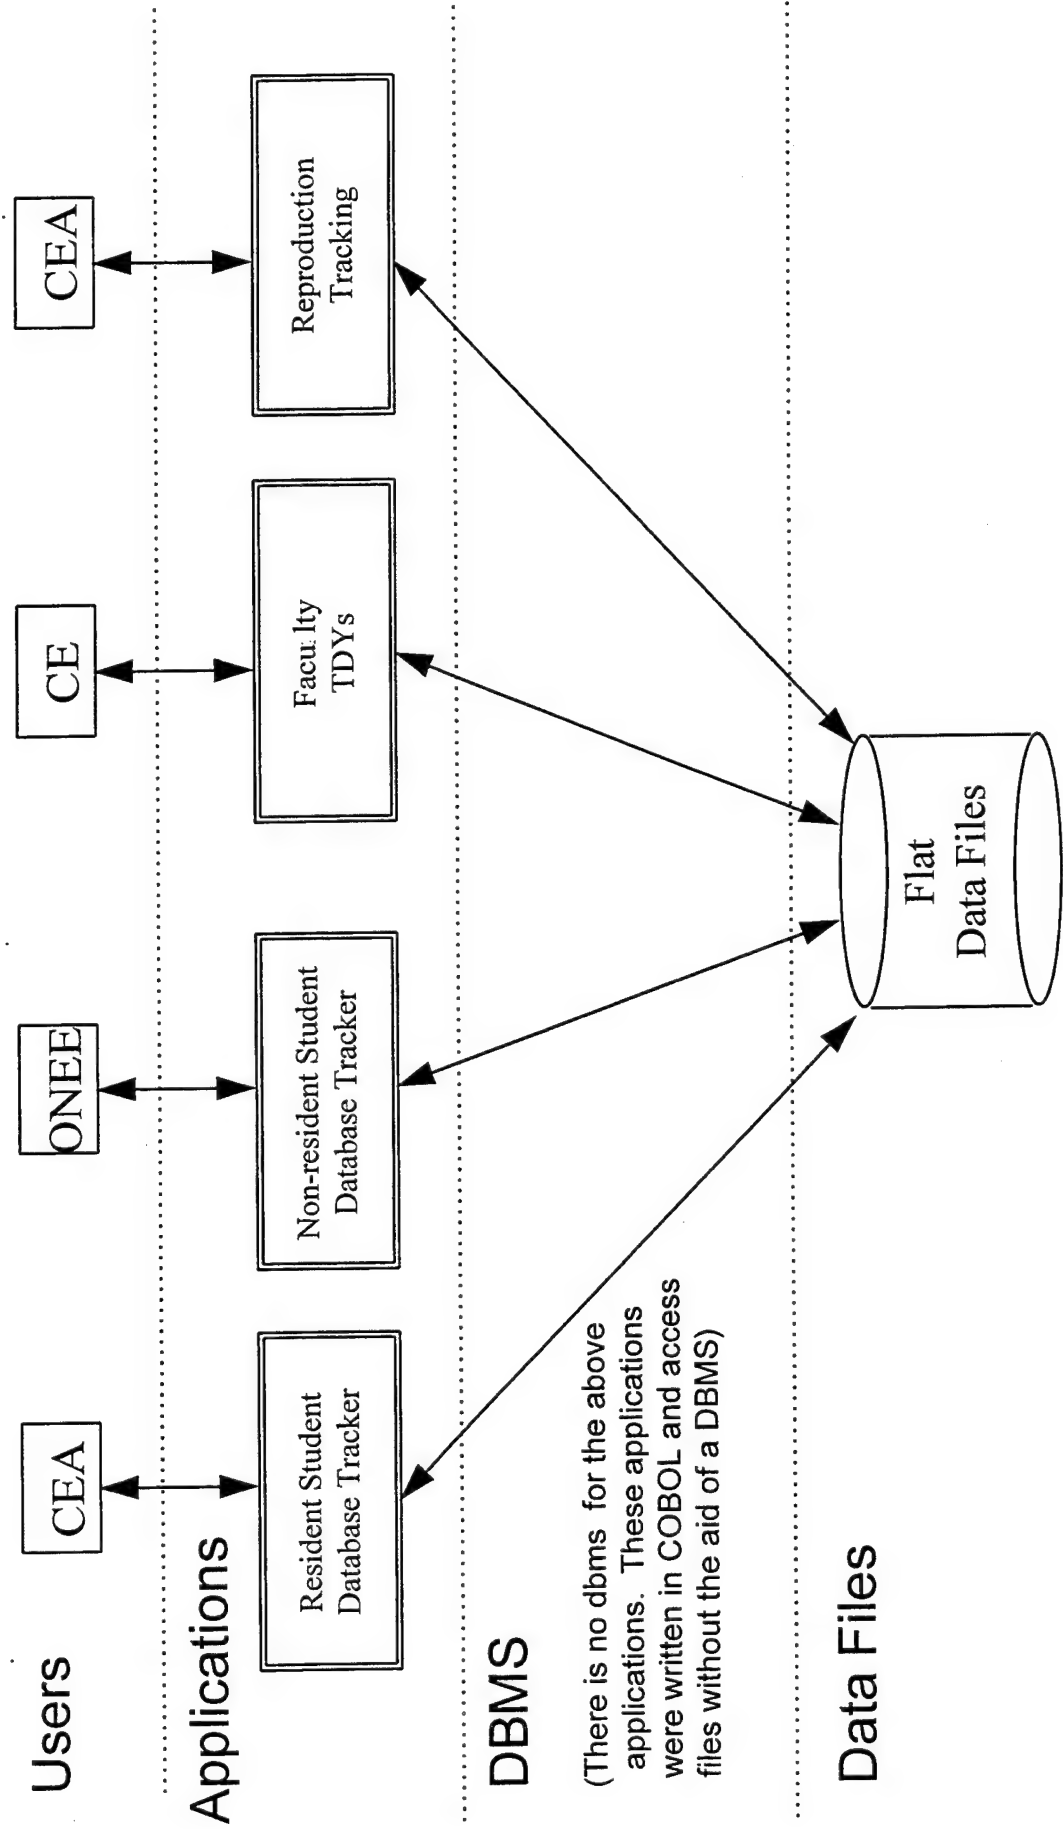 Users
CEA
ONEE
CE
CEA
Applications
Resident Student
Database Tracker
Non-resident Student
Database Tracker
Faculty
TDYs
Reproduction
Tracking
DBMS
(There is no dbms for the above
applications. These applications
were written in COBOL and access
files without the aid of a DBMS)
Data Files
Flat
Data Files